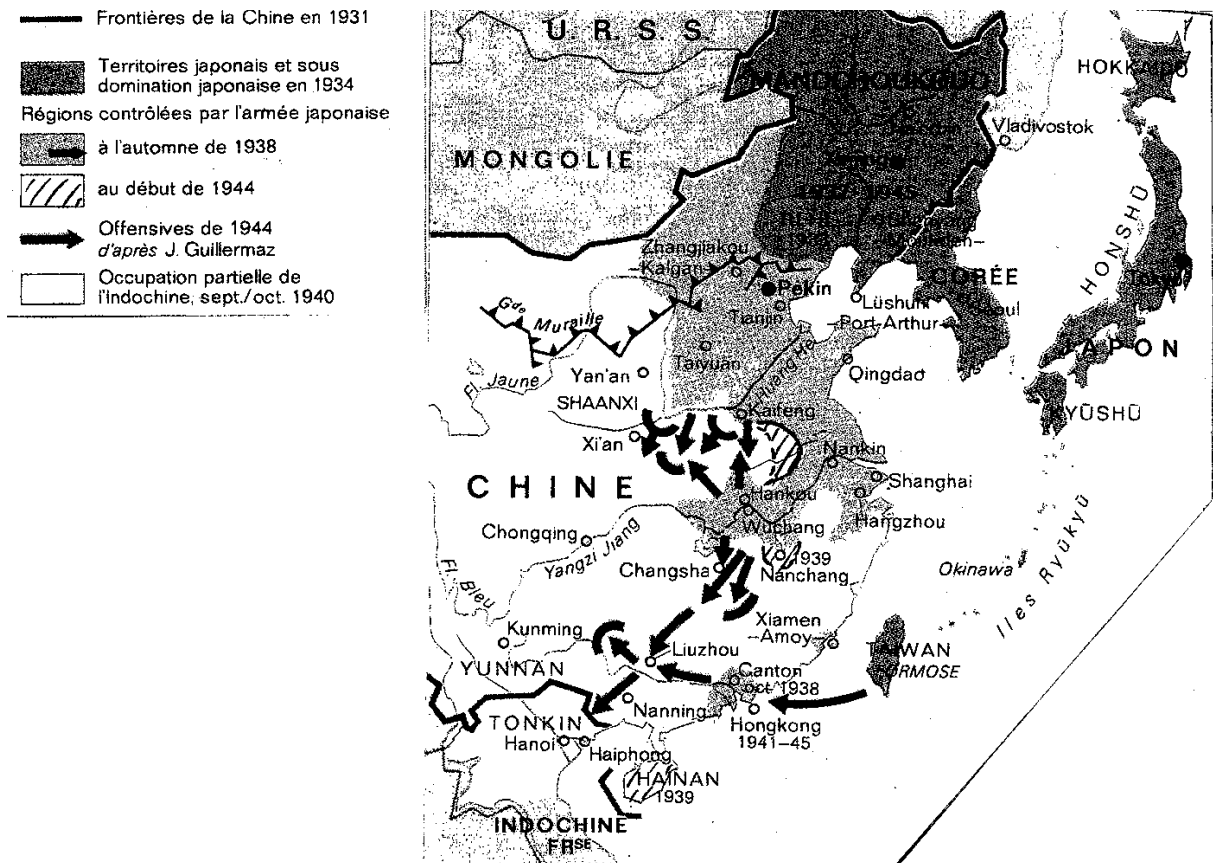 Frontières de la Chine en 1931
Territoires japonais et sous
domination japonaise en 1934
Régions contrôlées par l'armée japonaise
à l'automne de 1938
au début de 1944
Offensives de 1944
d'après J. Guillermaz
Occupation partielle de
l'Indochine, sept./oct. 1940
U.R.S.S.
MANDCHOUKOUO
HOKKAIDŌ
Vladivostok
MONGOLIE
HONSHŪ
Zhangjiakou
-Kalgan-
CORÉE
Tokyo
Pékin
Lüshun
-Port-Arthur-
Séoul
Gde Muraille
Tianjin
JAPON
Taiyuan
Huang He
Qingdao
Fl. Jaune
Yan'an
SHAANXI
Kaifeng
KYŪSHŪ
Xi'an
Nankin
CHINE
Shanghai
Hankou
Hangzhou
Wuchang
Chongqing
Yangzi Jiang
Fl. Bleu
1939
Changsha
Nanchang
Okinawa
Iles Ryūkyū
Xiamen
-Amoy-
Kunming
Liuzhou
TAIWAN
FORMOSE
YUNNAN
Canton
oct. 1938
Nanning
Hongkong
1941-45
TONKIN
Hanoi
Haiphong
HAINAN
1939
INDOCHINE
FRSE